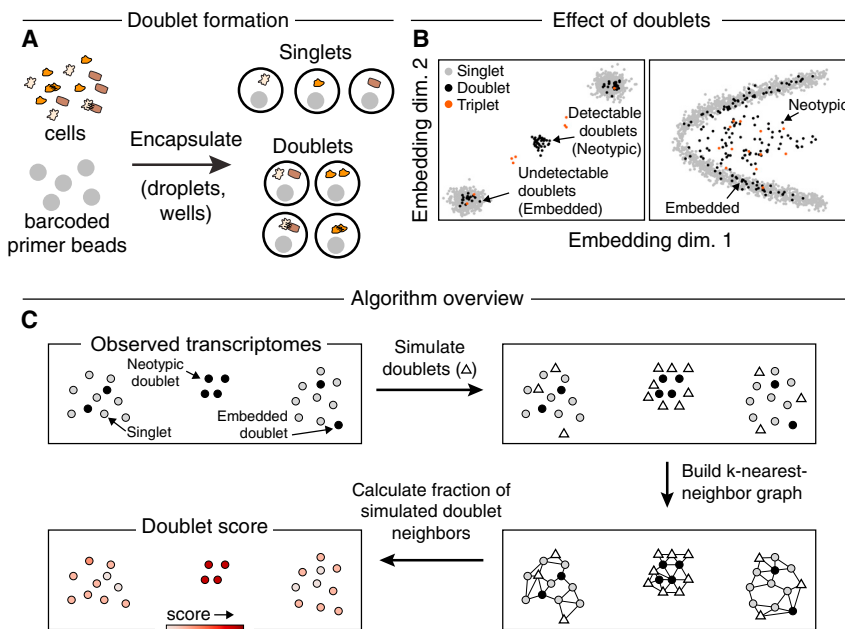 Doublet formation
A
Singlets
cells
Encapsulate
(droplets,
wells)
Doublets
barcoded
primer beads
Effect of doublets
B
Embedding dim. 2
Singlet
Doublet
Triplet
Detectable
doublets
(Neotypic)
Undetectable
doublets
(Embedded)
Neotypic
Embedded
Embedding dim. 1
Algorithm overview
C
Observed transcriptomes
Neotypic
doublet
Singlet
Embedded
doublet
Simulate
doublets (△)
Build k-nearest-
neighbor graph
Calculate fraction of
simulated doublet
neighbors
Doublet score
score →